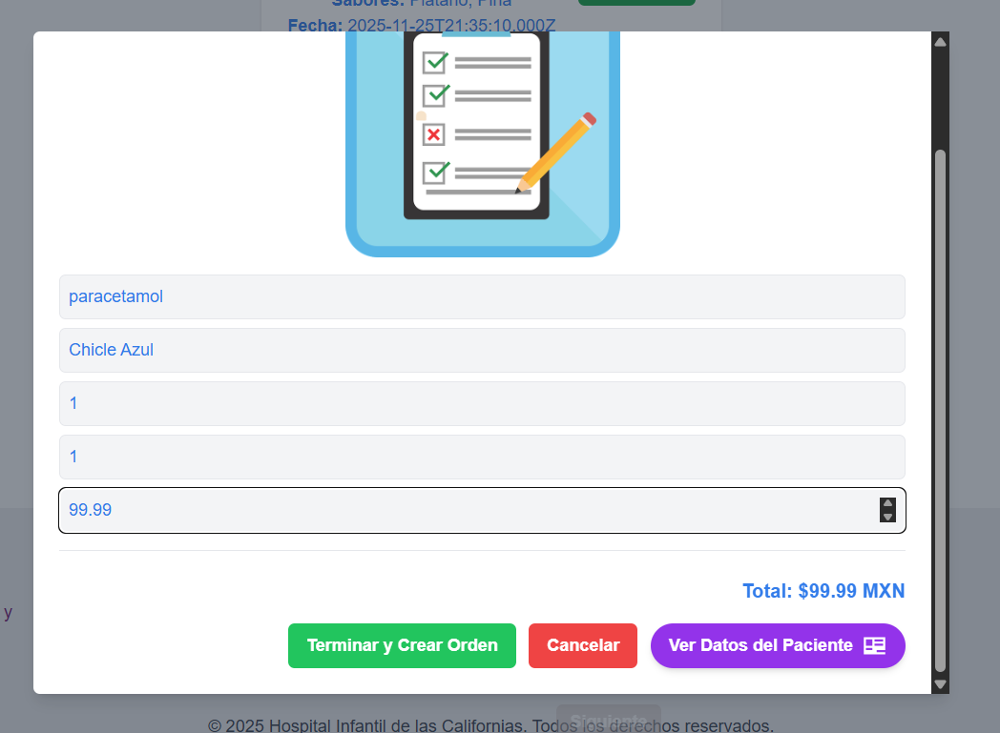 Sabores: Plátano, Piña
Fecha: 2025-11-25T21:35:10.000Z
paracetamol
Chicle Azul
1
1
99.99
Total: $99.99 MXN
Terminar y Crear Orden
Cancelar
Ver Datos del Paciente
y
Siguiente
© 2025 Hospital Infantil de las Californias. Todos los derechos reservados.